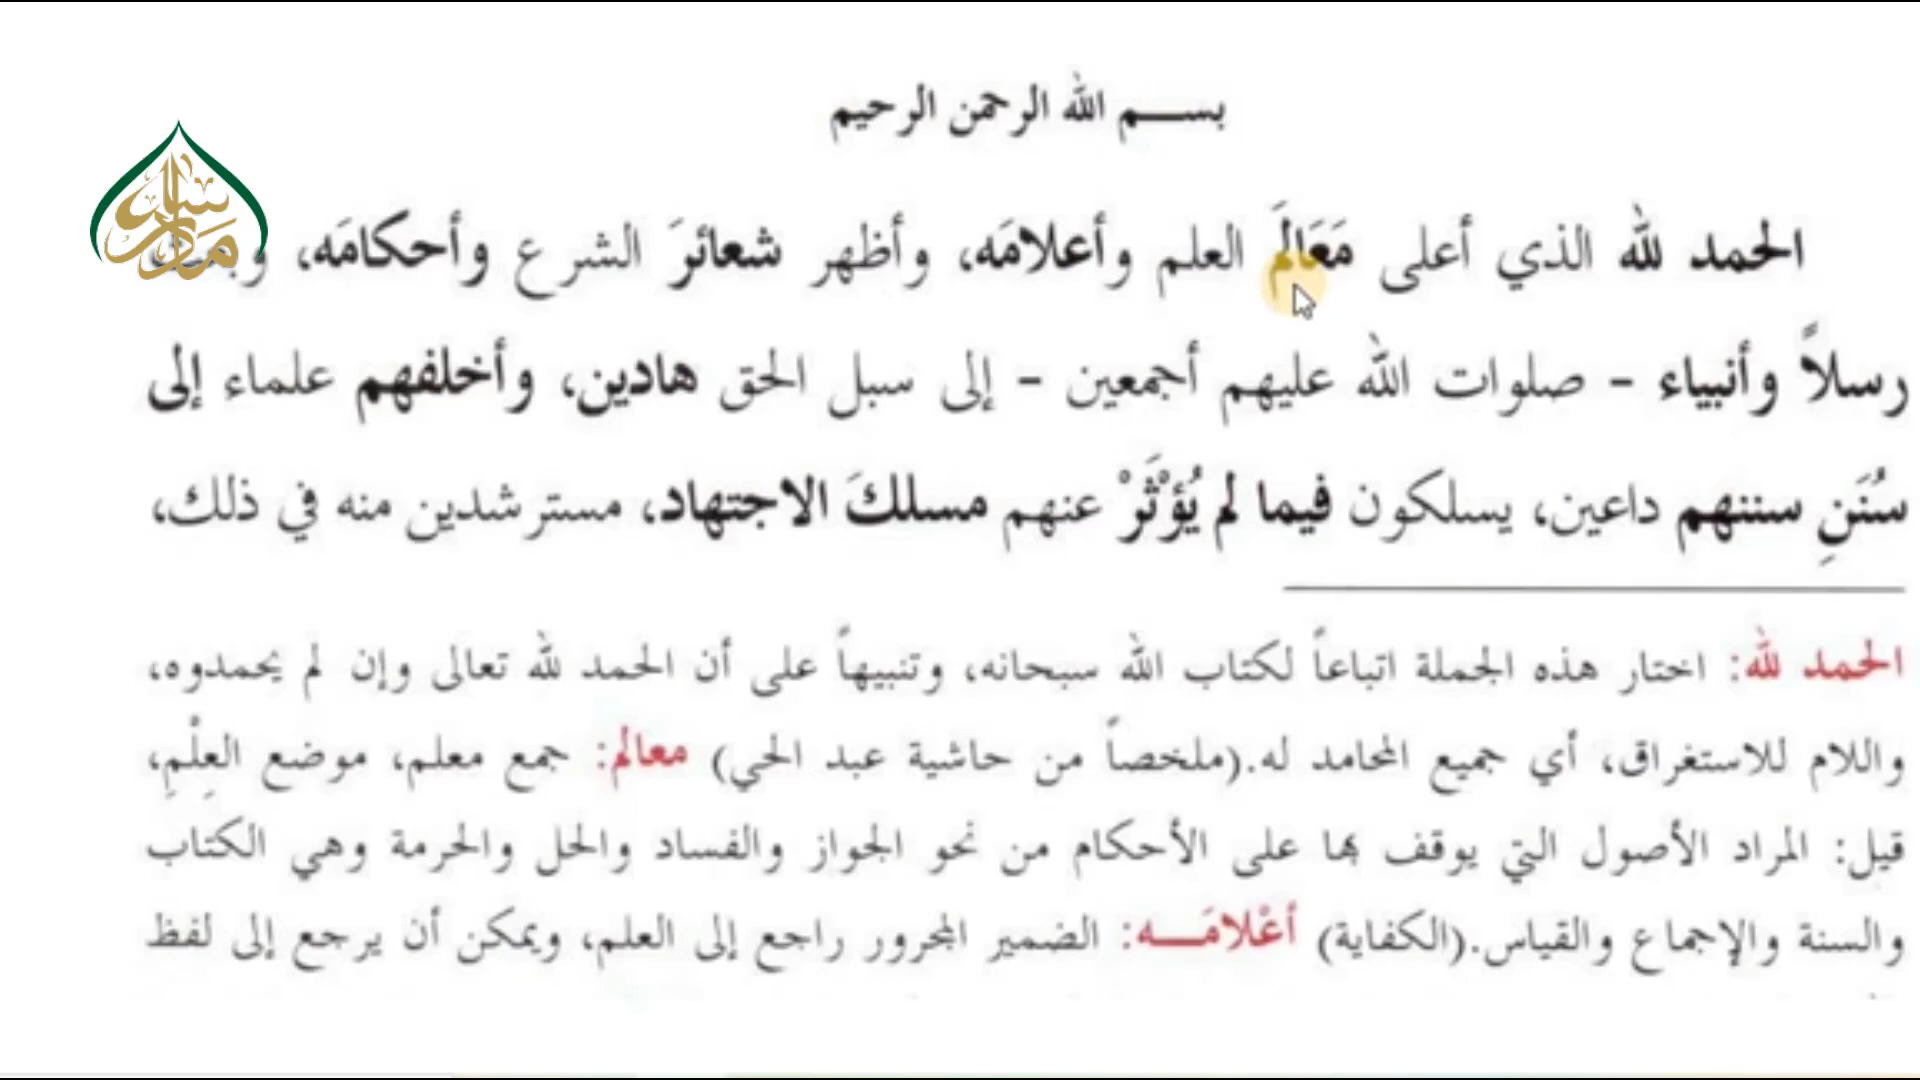 بســـم الله الرحمن الرحيم
الحمد لله الذي أعلى مَعَالَمَ العلم وأعلامَه، وأظهر شعائرَ الشرع وأحكامَه،
رسلاً وأنبياء - صلوات الله عليهم أجمعين - إلى سبل الحق هادين، وأخلفهم علماء إلى
سُنَنِ سننهم داعين، يسلكون فيما لم يُؤْثَرْ عنهم مسلكَ الاجتهاد، مسترشدين منه في ذلك،
الحمد لله: اختار هذه الجملة اتباعاً لكتاب الله سبحانه، وتنبيهاً على أن الحمد لله تعالى وإن لم يحمدوه،
واللام للاستغراق، أي جميع المحامد له.(ملخصاً من حاشية عبد الحي) معالم: جمع معلم، موضع العِلْمِ،
قيل: المراد الأصول التي يوقف بها على الأحكام من نحو الجواز والفساد والحل والحرمة وهي الكتاب
والسنة والإجماع والقياس.(الكفاية) أعْلامَـــه: الضمير المجرور راجع إلى العلم، ويمكن أن يرجع إلى لفظ